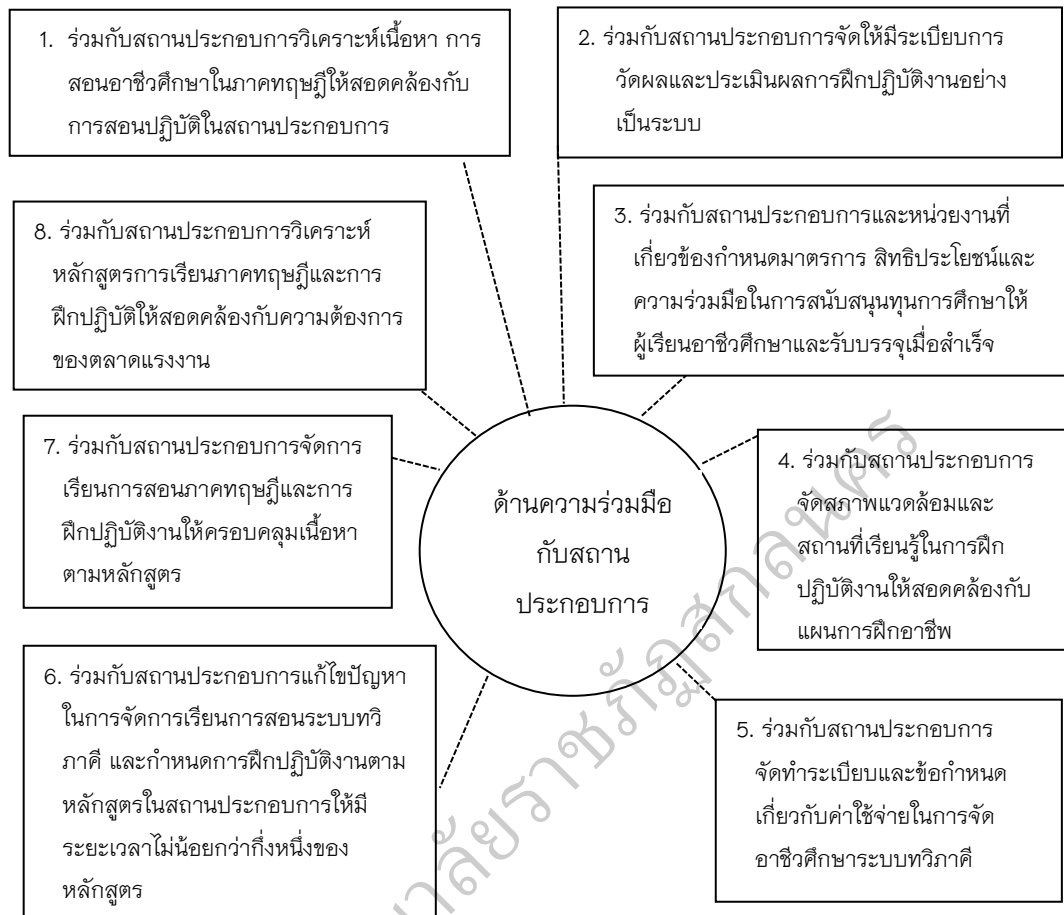 1. ร่วมกับสถานประกอบการวิเคราะห์เนื้อหา การ
สอนอาชีวศึกษาในภาคทฤษฎีให้สอดคล้องกับ
การสอนปฏิบัติในสถานประกอบการ
2. ร่วมกับสถานประกอบการจัดให้มีระเบียบการ
วัดผลและประเมินผลการฝึกปฏิบัติงานอย่าง
เป็นระบบ
3. ร่วมกับสถานประกอบการและหน่วยงานที่
เกี่ยวข้องกำหนดมาตรการ สิทธิประโยชน์และ
ความร่วมมือในการสนับสนุนทุนการศึกษาให้
ผู้เรียนอาชีวศึกษาและรับบรรจุเมื่อสำเร็จ
4. ร่วมกับสถานประกอบการ
จัดสภาพแวดล้อมและ
สถานที่เรียนรู้ในการฝึก
ปฏิบัติงานให้สอดคล้องกับ
แผนการฝึกอาชีพ
5. ร่วมกับสถานประกอบการ
จัดทำระเบียบและข้อกำหนด
เกี่ยวกับค่าใช้จ่ายในการจัด
อาชีวศึกษาระบบทวิภาคี
6. ร่วมกับสถานประกอบการแก้ไขปัญหา
ในการจัดการเรียนการสอนระบบทวิ
ภาคี และกำหนดการฝึกปฏิบัติงานตาม
หลักสูตรในสถานประกอบการให้มี
ระยะเวลาไม่น้อยกว่ากึ่งหนึ่งของ
หลักสูตร
7. ร่วมกับสถานประกอบการจัดการ
เรียนการสอนภาคทฤษฎีและการ
ฝึกปฏิบัติงานให้ครอบคลุมเนื้อหา
ตามหลักสูตร
8. ร่วมกับสถานประกอบการวิเคราะห์
หลักสูตรการเรียนภาคทฤษฎีและการ
ฝึกปฏิบัติให้สอดคล้องกับความต้องการ
ของตลาดแรงงาน
ด้านความร่วมมือ
กับสถาน
ประกอบการ
าลัยราชภัฏสกลนคร